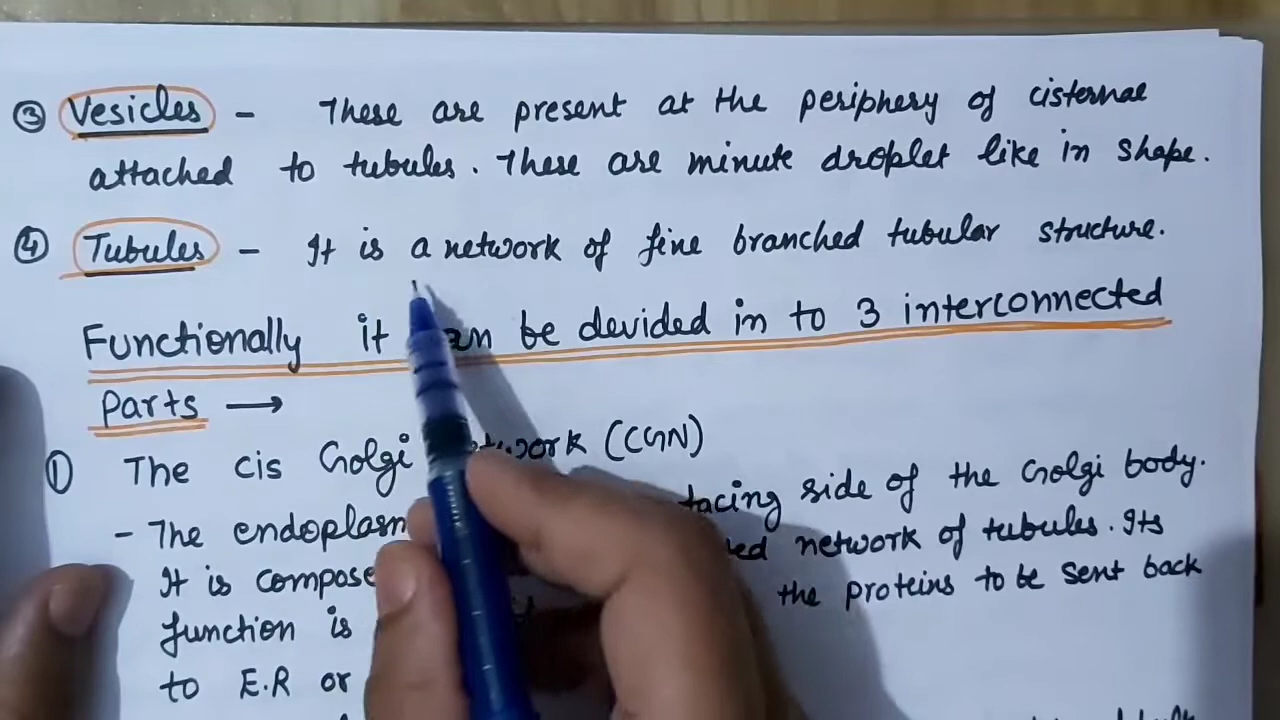 ③ Vesicles - These are present at the periphery of cisternae
attached to tubules. These are minute droplet like in shape.
④ Tubules - It is a network of fine branched tubular structure.
Functionally it can be devided in to 3 interconnected
Parts →
① The cis Golgi network (CGN)
- The facing side of the Golgi body.
It is network of tubules. Its
function is the proteins to be sent back
to E.R or